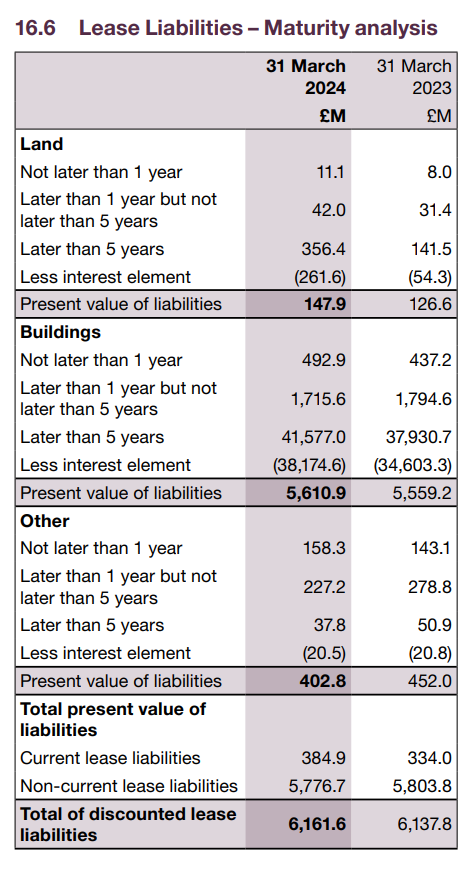 16.6 Lease Liabilities – Maturity analysis
31 March 31 March
2024 2023
£M £M
Land
Not later than 1 year 11.1 8.0
Later than 1 year but not
later than 5 years 42.0 31.4
Later than 5 years 356.4 141.5
Less interest element (261.6) (54.3)
Present value of liabilities 147.9 126.6
Buildings
Not later than 1 year 492.9 437.2
Later than 1 year but not
later than 5 years 1,715.6 1,794.6
Later than 5 years 41,577.0 37,930.7
Less interest element (38,174.6) (34,603.3)
Present value of liabilities 5,610.9 5,559.2
Other
Not later than 1 year 158.3 143.1
Later than 1 year but not
later than 5 years 227.2 278.8
Later than 5 years 37.8 50.9
Less interest element (20.5) (20.8)
Present value of liabilities 402.8 452.0
Total present value of
liabilities
Current lease liabilities 384.9 334.0
Non-current lease liabilities 5,776.7 5,803.8
Total of discounted lease
liabilities 6,161.6 6,137.8